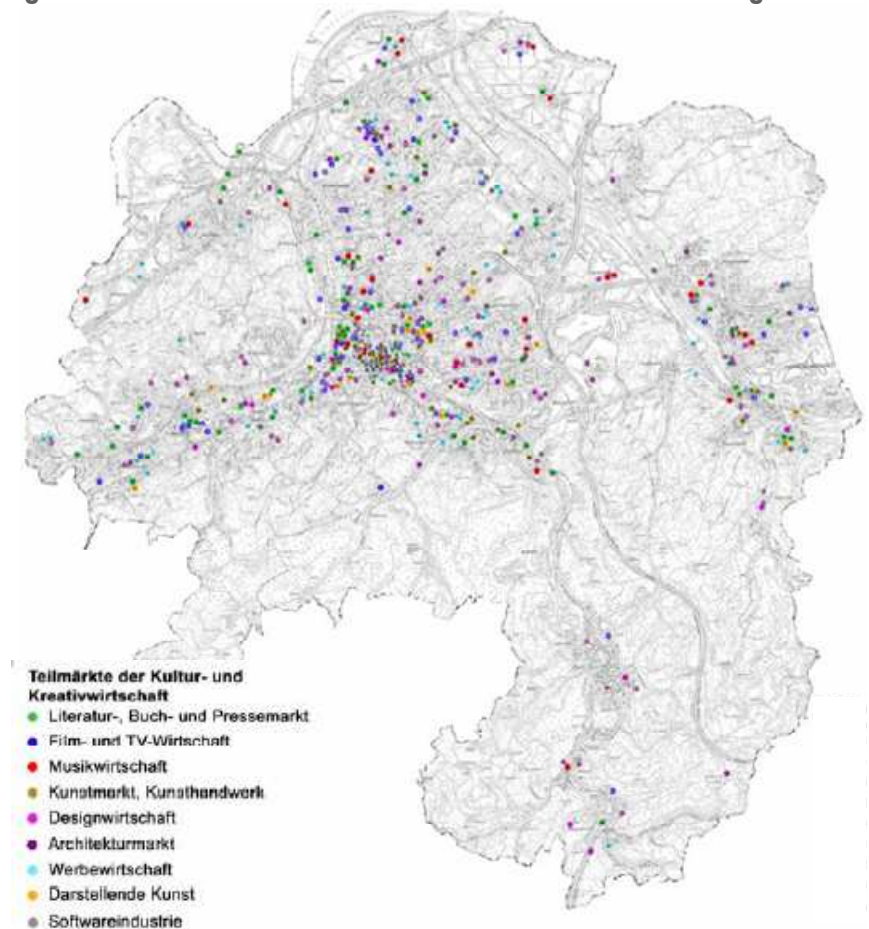 Teilmärkte der Kultur- und
Kreativwirtschaft
Literatur-, Buch- und Pressemarkt
Film- und TV-Wirtschaft
Musikwirtschaft
Kunstmarkt, Kunsthandwerk
Designwirtschaft
Architekturmarkt
Werbewirtschaft
Darstellende Kunst
Softwareindustrie